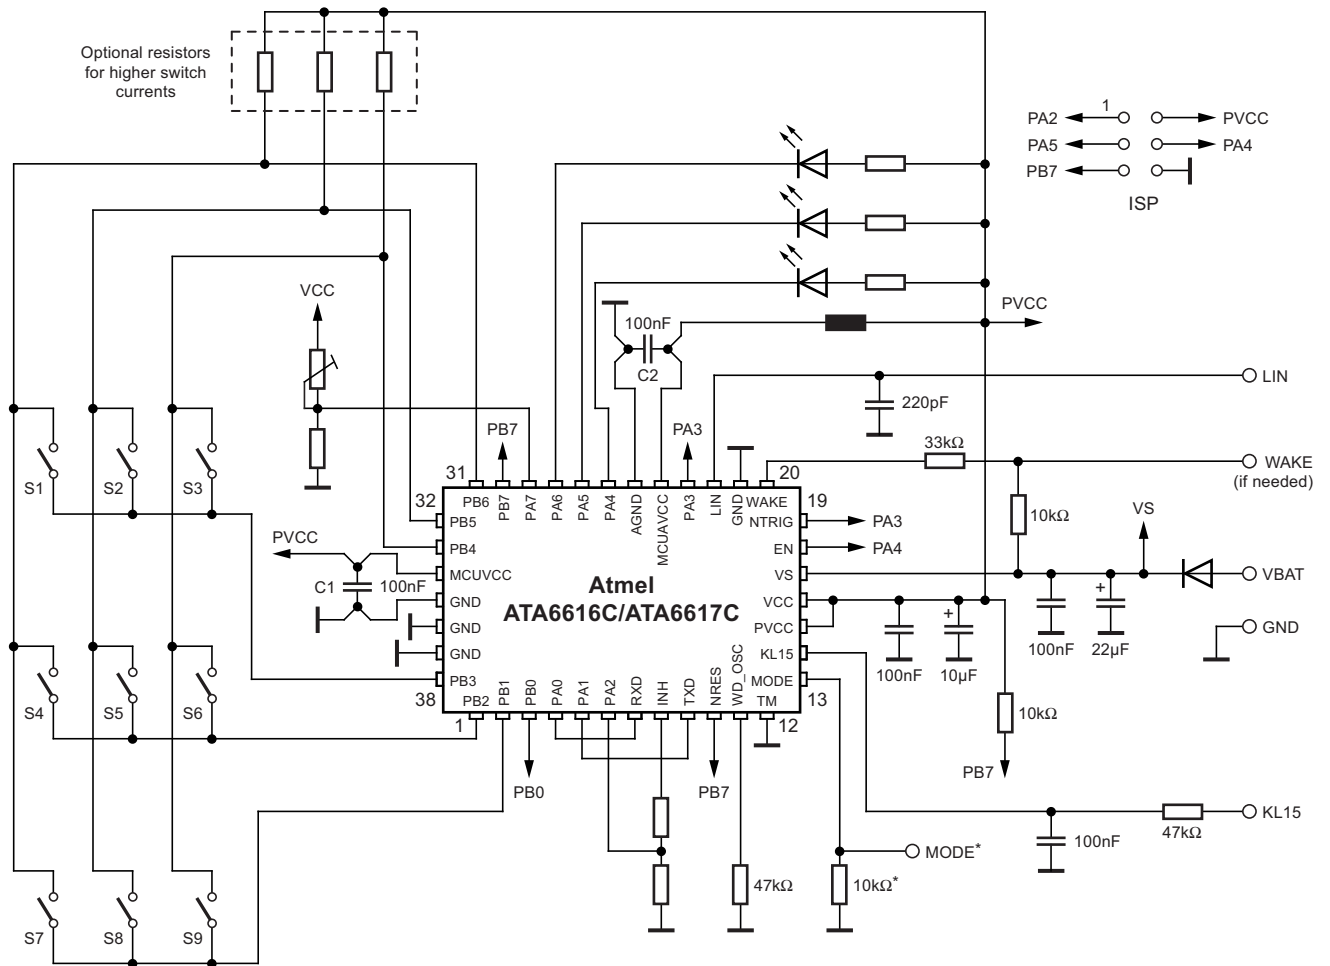 Optional resistors
for higher switch
currents
1
PA2
PVCC
PA5
PA4
PB7
ISP
VCC
PVCC
100nF
C2
LIN
220pF
PB7
PA3
33kΩ
WAKE
(if needed)
S1
S2
S3
31
20
32
PB6
PB7
PA7
PA6
PA5
PA4
AGND
MCUAVCC
PA3
LIN
GND
WAKE
19
10kΩ
VS
PB5
NTRIG
PA3
PVCC
PB4
EN
PA4
C1
100nF
MCUVCC
VS
VBAT
Atmel
ATA6616C/ATA6617C
GND
VCC
+
+
GND
PVCC
GND
100nF
22µF
GND
KL15
100nF
10µF
PB3
MODE
38
PB2
PB1
PB0
PA0
PA1
PA2
RXD
INH
TXD
NRES
WD_OSC
TM
13
1
12
S4
S5
S6
10kΩ
PB0
PB7
PB7
KL15
47kΩ
100nF
MODE*
47kΩ
10kΩ*
S7
S8
S9